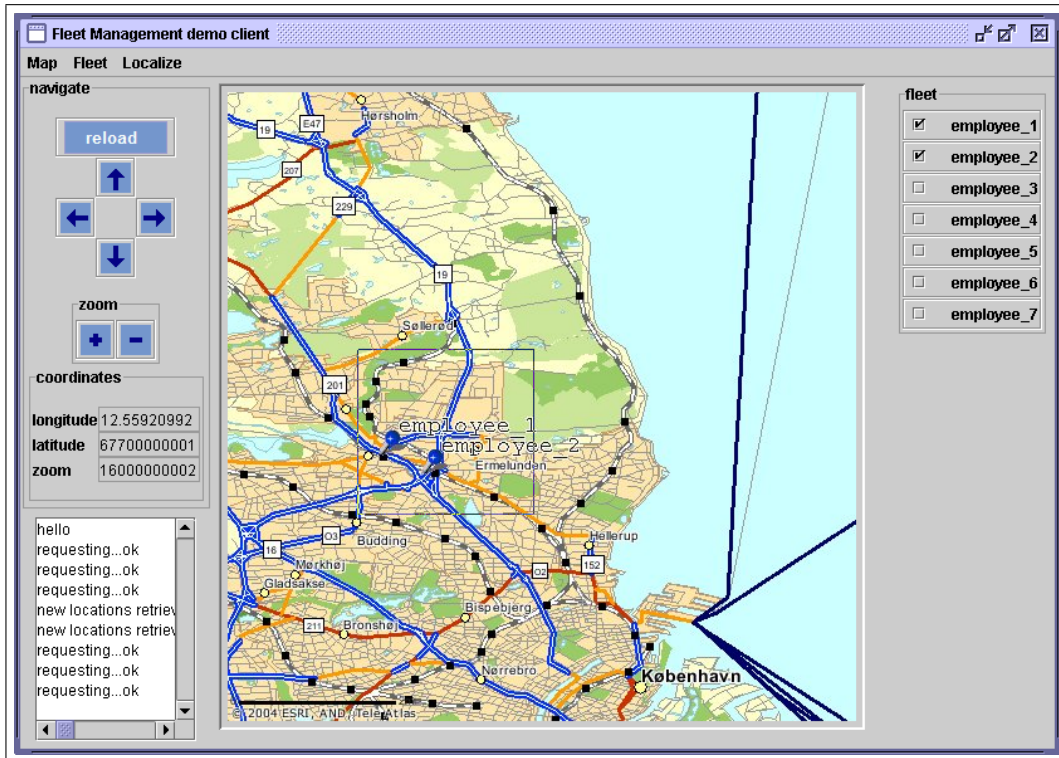 Fleet Management demo client
Map Fleet Localize
navigate
reload
zoom
+ -
coordinates
longitude 12.55920992
latitude 67700000001
zoom 16000000002
hello
requesting...ok
requesting...ok
requesting...ok
new locations retriev
new locations retriev
requesting...ok
requesting...ok
requesting...ok
Hørsholm
E47
19
207
229
19
Søllerød
201
employee_1
employee_2
Ermelunden
O3
Budding
Hellerup
16
152
Mørkhøj
O2
Gladsakse
Bispebjerg
211
Bronshøj
Nørrebro
København
© 2004 ESRI, AND, Tele Atlas
fleet
employee_1
employee_2
employee_3
employee_4
employee_5
employee_6
employee_7